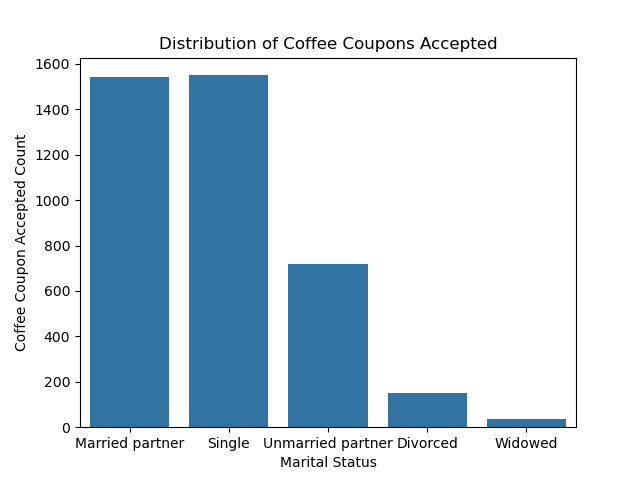 Distribution of Coffee Coupons Accepted
Coffee Coupon Accepted Count
1600
1400
1200
1000
800
600
400
200
0
Married partner Single Unmarried partner Divorced Widowed
Marital Status